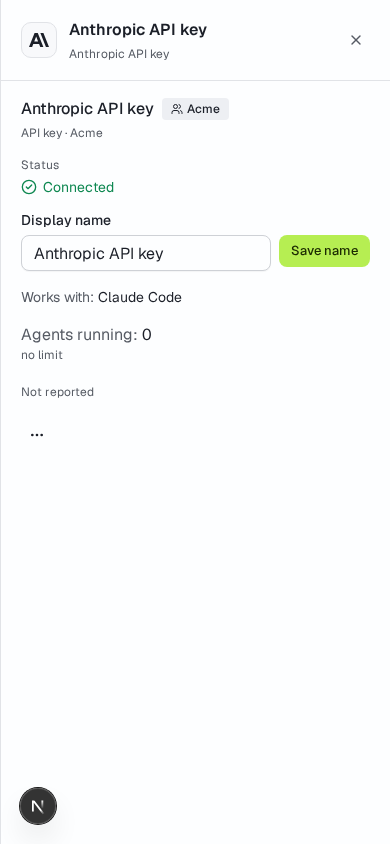 Anthropic API key
Anthropic API key
Anthropic API key Acme
API key · Acme
Status
Connected
Display name
Anthropic API key Save name
Works with: Claude Code
Agents running: 0
no limit
Not reported
...
N